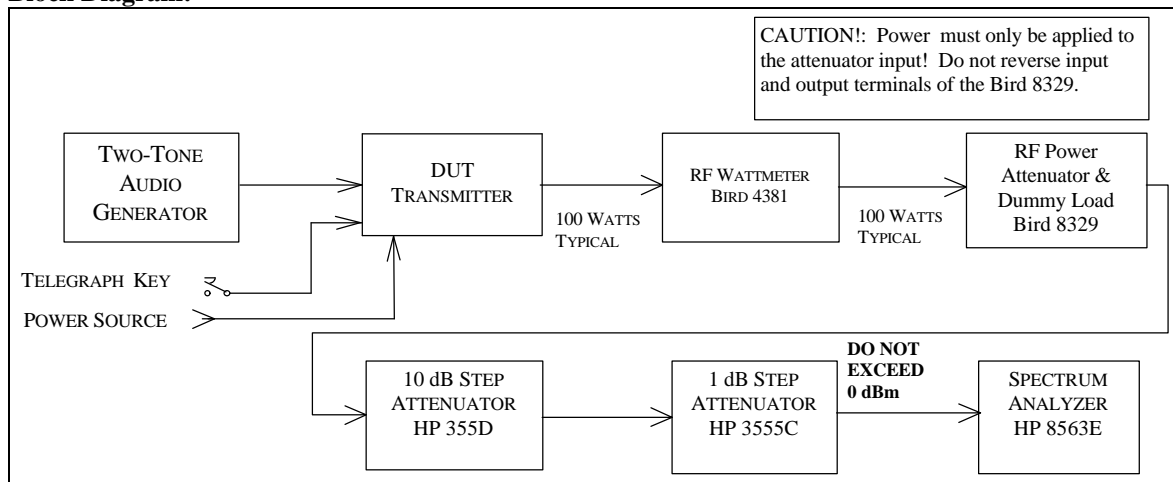 Block Diagram:
CAUTION!: Power must only be applied to
the attenuator input! Do not reverse input
and output terminals of the Bird 8329.
TWO-TONE
AUDIO
GENERATOR
DUT
TRANSMITTER
RF WATTMETER
BIRD 4381
RF Power
Attenuator &
Dummy Load
Bird 8329
100 WATTS
TYPICAL
100 WATTS
TYPICAL
TELEGRAPH KEY
POWER SOURCE
10 dB STEP
ATTENUATOR
HP 355D
1 dB STEP
ATTENUATOR
HP 3555C
DO NOT
EXCEED
0 dBm
SPECTRUM
ANALYZER
HP 8563E